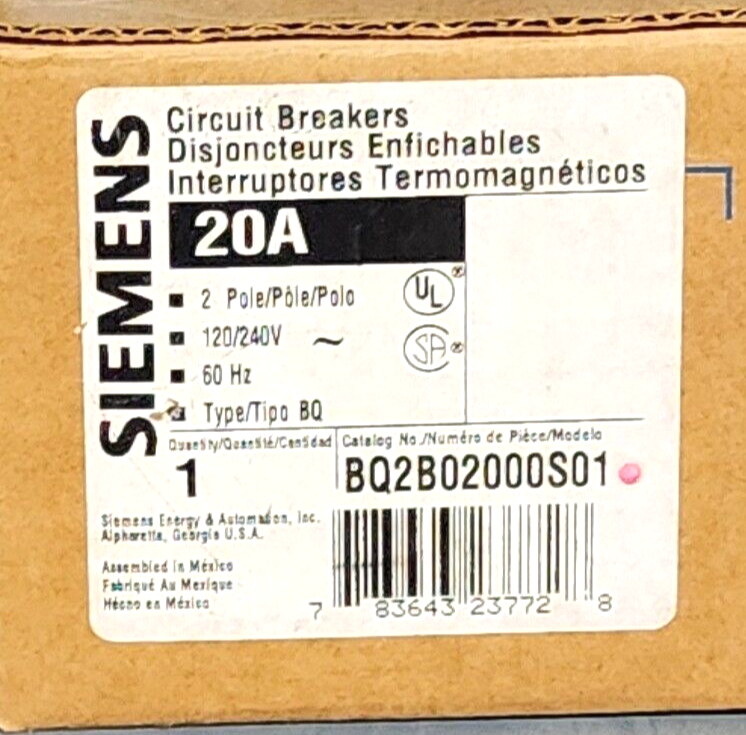 SIEMENS
Circuit Breakers
Disjoncteurs Enfichables
Interruptores Termomagnéticos
20A
2 Pole/Pôle/Polo
120/240V ~
60 Hz
Type/Tipo BQ
UL
SA
Quantity/Quantité/Cantidad
1
Catalog No./Numéro de Pièce/Modelo
BQ2B02000S01
Siemens Energy & Automation, Inc.
Alpharetta, Georgia U.S.A.
Assembled in México
Fabriqué Au Mexique
Hecho en México
7 83643 23772 8